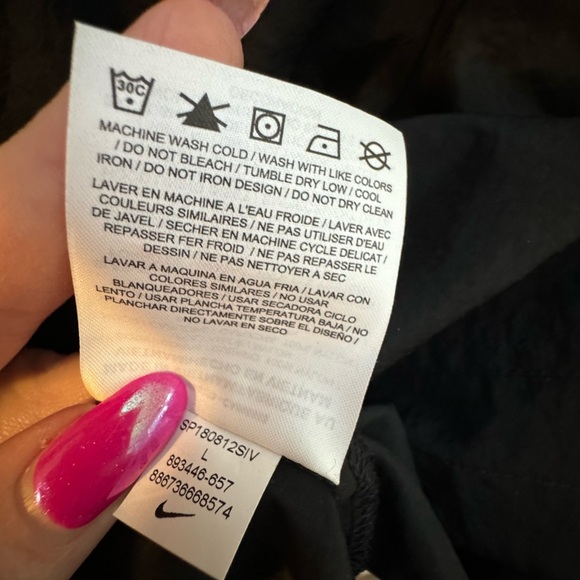 30C
MACHINE WASH COLD / WASH WITH LIKE COLORS
/ DO NOT BLEACH / TUMBLE DRY LOW / COOL
IRON / DO NOT IRON DESIGN / DO NOT DRY CLEAN
LAVER EN MACHINE A L'EAU FROIDE / LAVER AVEC
COULEURS SIMILAIRES / NE PAS UTILISER D'EAU
DE JAVEL / SECHER EN MACHINE CYCLE DELICAT /
REPASSER FER FROID / NE PAS REPASSER LE
DESSIN / NE PAS NETTOYER A SEC
LAVAR A MAQUINA EN AGUA FRIA / LAVAR CON
COLORES SIMILARES / NO USAR
BLANQUEADORES / USAR SECADORA CICLO
LENTO / USAR PLANCHA TEMPERATURA BAJA / NO
PLANCHAR DIRECTAMENTE SOBRE EL DISEÑO /
NO LAVAR EN SECO
SP180812SIV
L
893446-657
886736668574